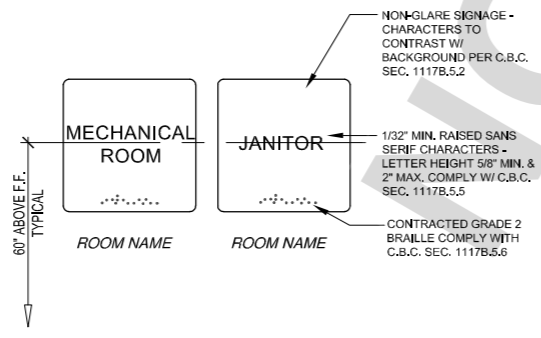 NON-GLARE SIGNAGE -
CHARACTERS TO
CONTRAST W/
BACKGROUND PER C.B.C.
SEC. 1117B.5.2
MECHANICAL
ROOM
JANITOR
1/32" MIN. RAISED SANS
SERIF CHARACTERS -
LETTER HEIGHT 5/8" MIN. &
2" MAX. COMPLY W/ C.B.C.
SEC. 1117B.5.5
60" ABOVE F.F.
TYPICAL
CONTRACTED GRADE 2
BRAILLE COMPLY WITH
C.B.C. SEC. 1117B.5.6
ROOM NAME
ROOM NAME